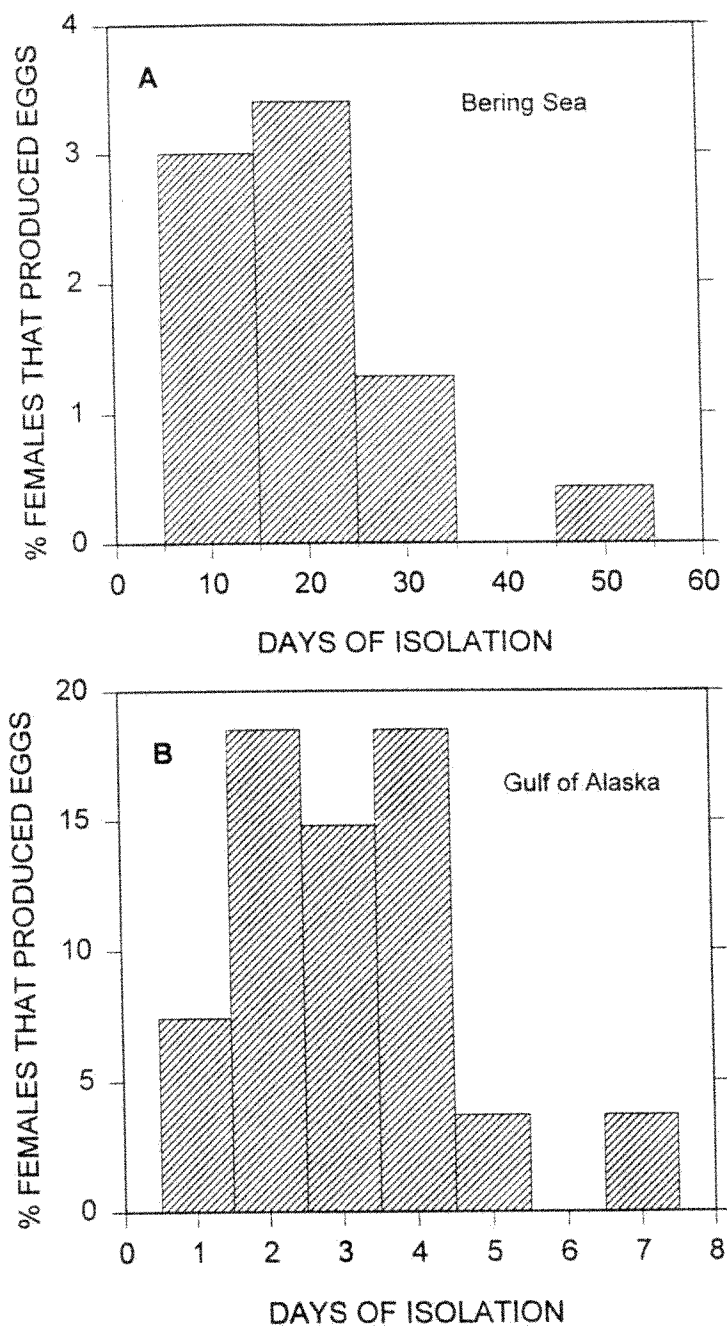 % FEMALES THAT PRODUCED EGGS
4
3
2
1
0
A
Bering Sea
0 10 20 30 40 50 60
DAYS OF ISOLATION
% FEMALES THAT PRODUCED EGGS
20
15
10
5
0
B
Gulf of Alaska
0 1 2 3 4 5 6 7 8
DAYS OF ISOLATION